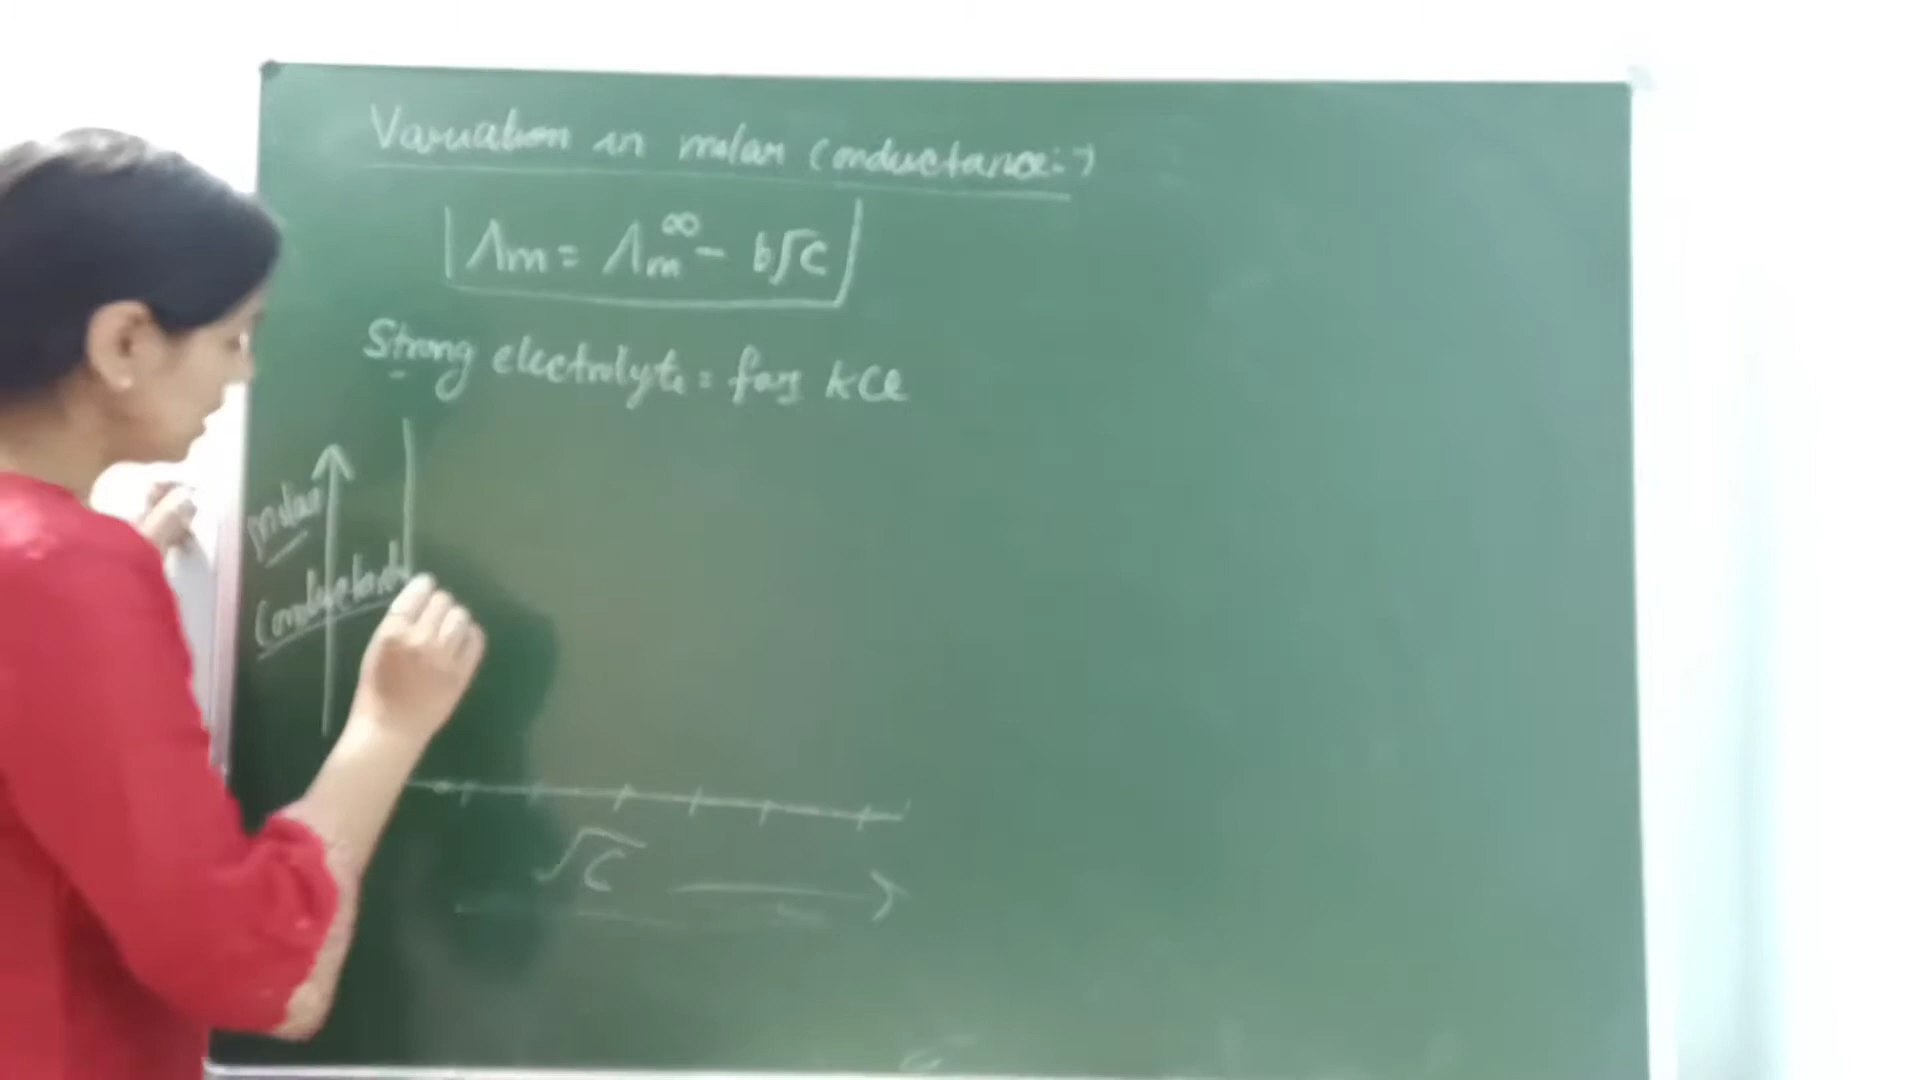 Variation in molar Conductance:→
Λm = Λm^∞ - b√C
Strong electrolyte = for KCl
molar
Conductance
√C